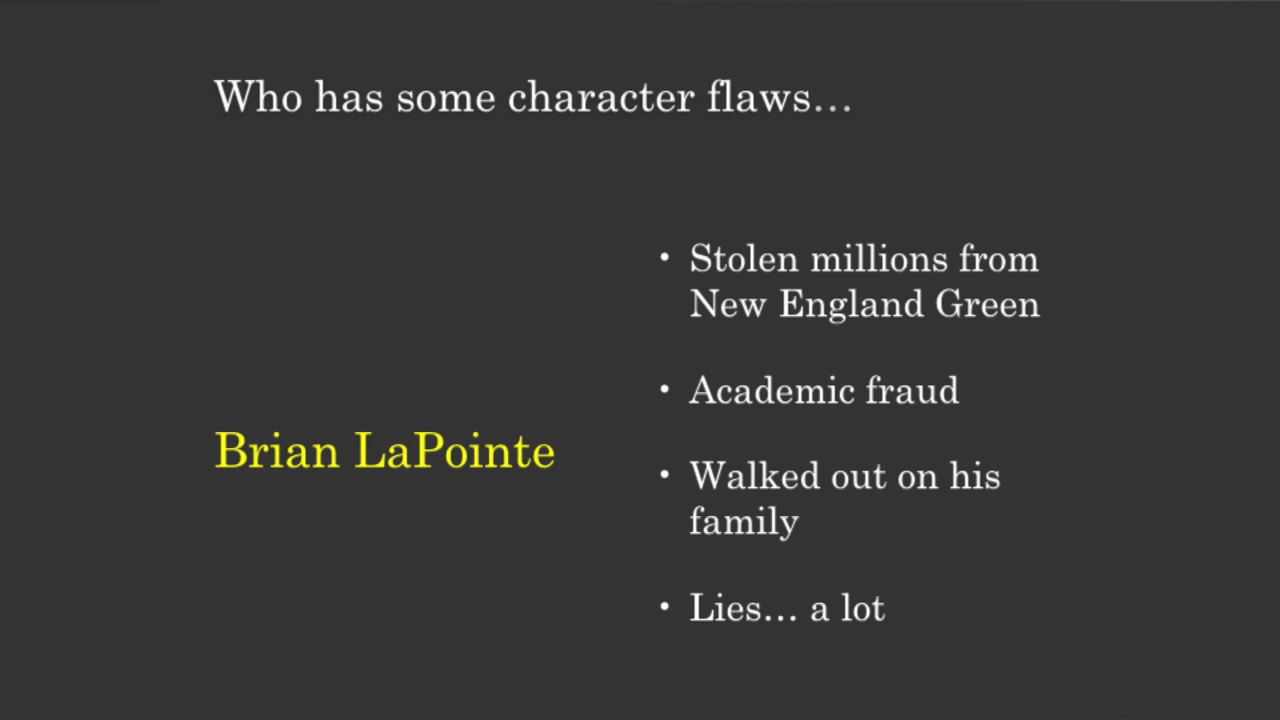 Who has some character flaws…
Brian LaPointe
• Stolen millions from
New England Green
• Academic fraud
• Walked out on his
family
• Lies… a lot